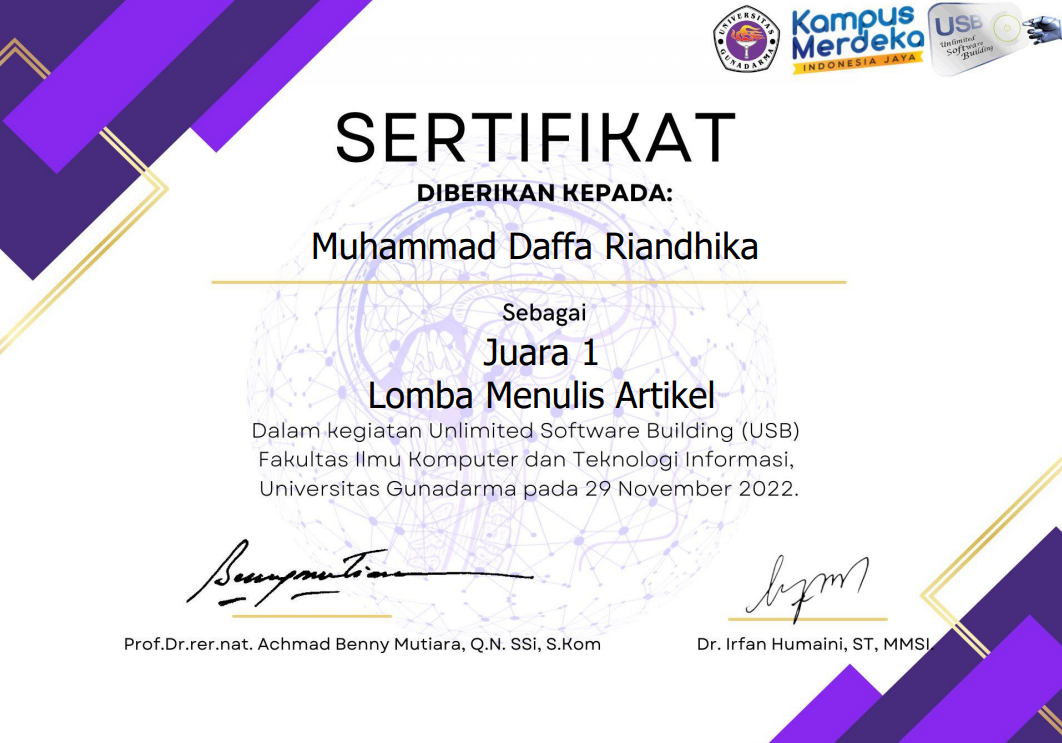 UNIVERSITAS GUNADARMA
Kampus Merdeka
INDONESIA JAYA
USB
Unlimited
Software
Building
SERTIFIKAT
DIBERIKAN KEPADA:
Muhammad Daffa Riandhika
Sebagai
Juara 1
Lomba Menulis Artikel
Dalam kegiatan Unlimited Software Building (USB)
Fakultas Ilmu Komputer dan Teknologi Informasi,
Universitas Gunadarma pada 29 November 2022.
Prof.Dr.rer.nat. Achmad Benny Mutiara, Q.N. SSi, S.Kom
Dr. Irfan Humaini, ST, MMSI.